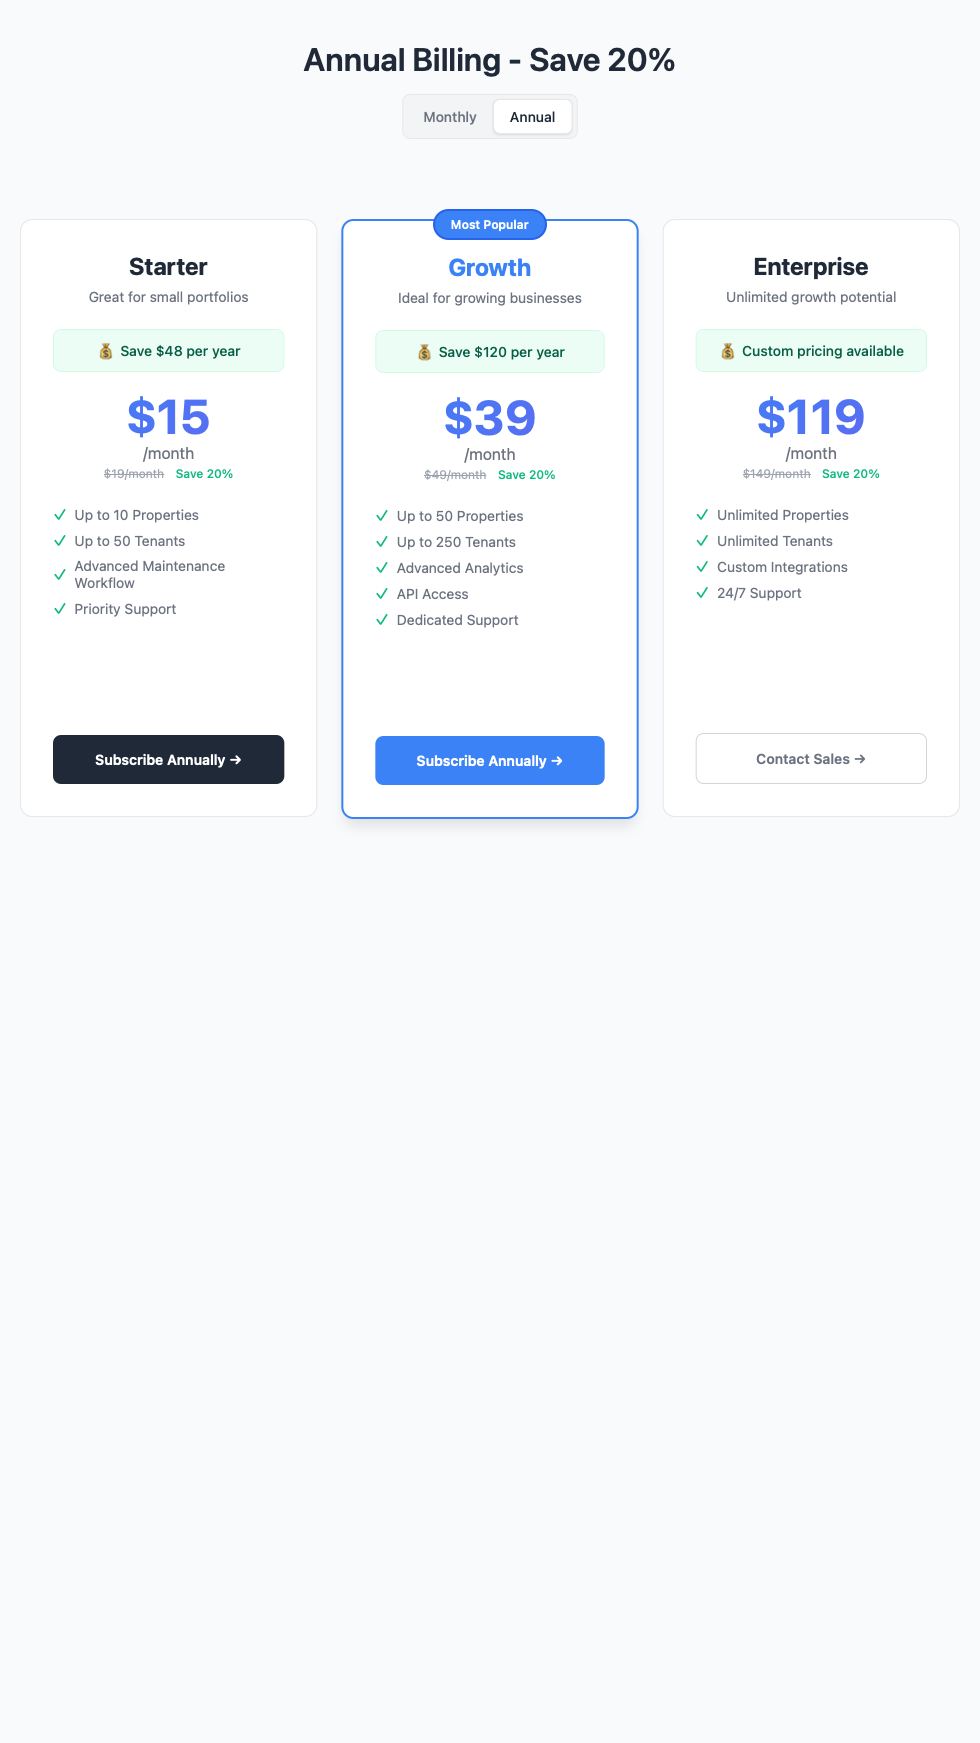 Annual Billing - Save 20%
Monthly
Annual
Starter
Great for small portfolios
💰 Save $48 per year
$15
/month
$19/month Save 20%
Up to 10 Properties
Up to 50 Tenants
Advanced Maintenance
Workflow
Priority Support
Subscribe Annually →
Most Popular
Growth
Ideal for growing businesses
💰 Save $120 per year
$39
/month
$49/month Save 20%
Up to 50 Properties
Up to 250 Tenants
Advanced Analytics
API Access
Dedicated Support
Subscribe Annually →
Enterprise
Unlimited growth potential
💰 Custom pricing available
$119
/month
$149/month Save 20%
Unlimited Properties
Unlimited Tenants
Custom Integrations
24/7 Support
Contact Sales →